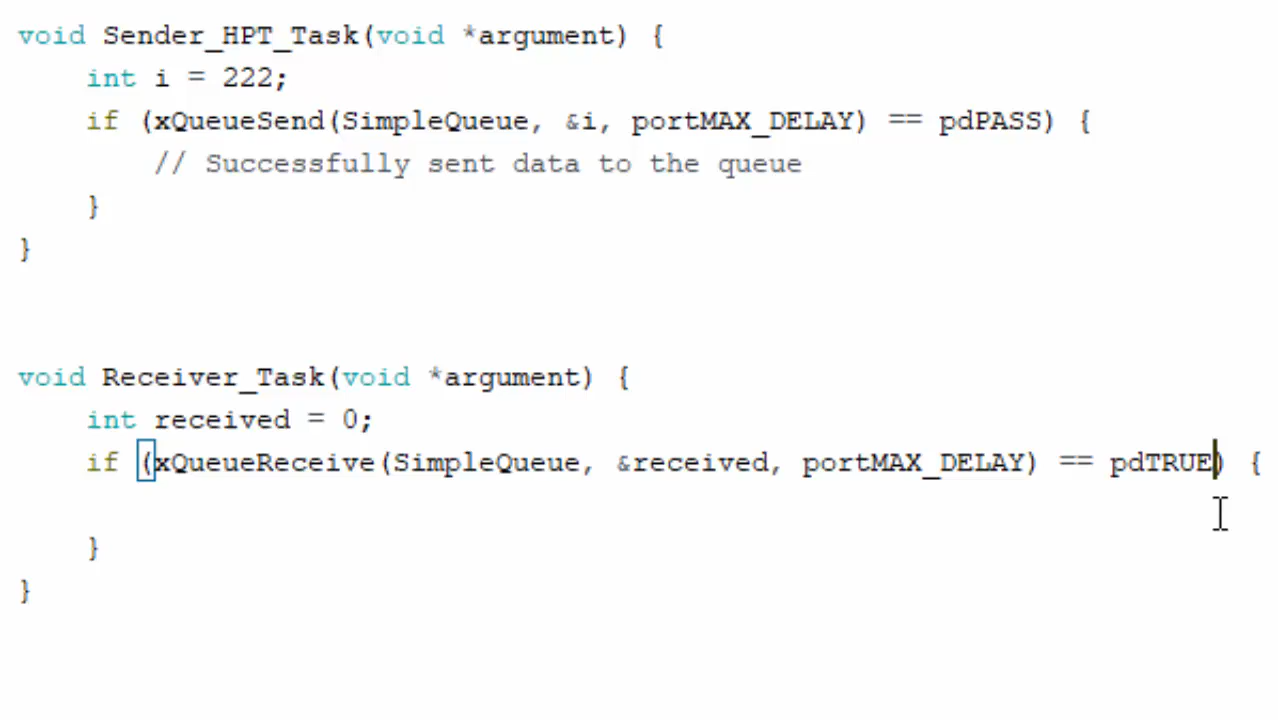 void Sender_HPT_Task(void *argument) {
    int i = 222;
    if (xQueueSend(SimpleQueue, &i, portMAX_DELAY) == pdPASS) {
        // Successfully sent data to the queue
    }
}
void Receiver_Task(void *argument) {
    int received = 0;
    if (xQueueReceive(SimpleQueue, &received, portMAX_DELAY) == pdTRUE) {
    }
}